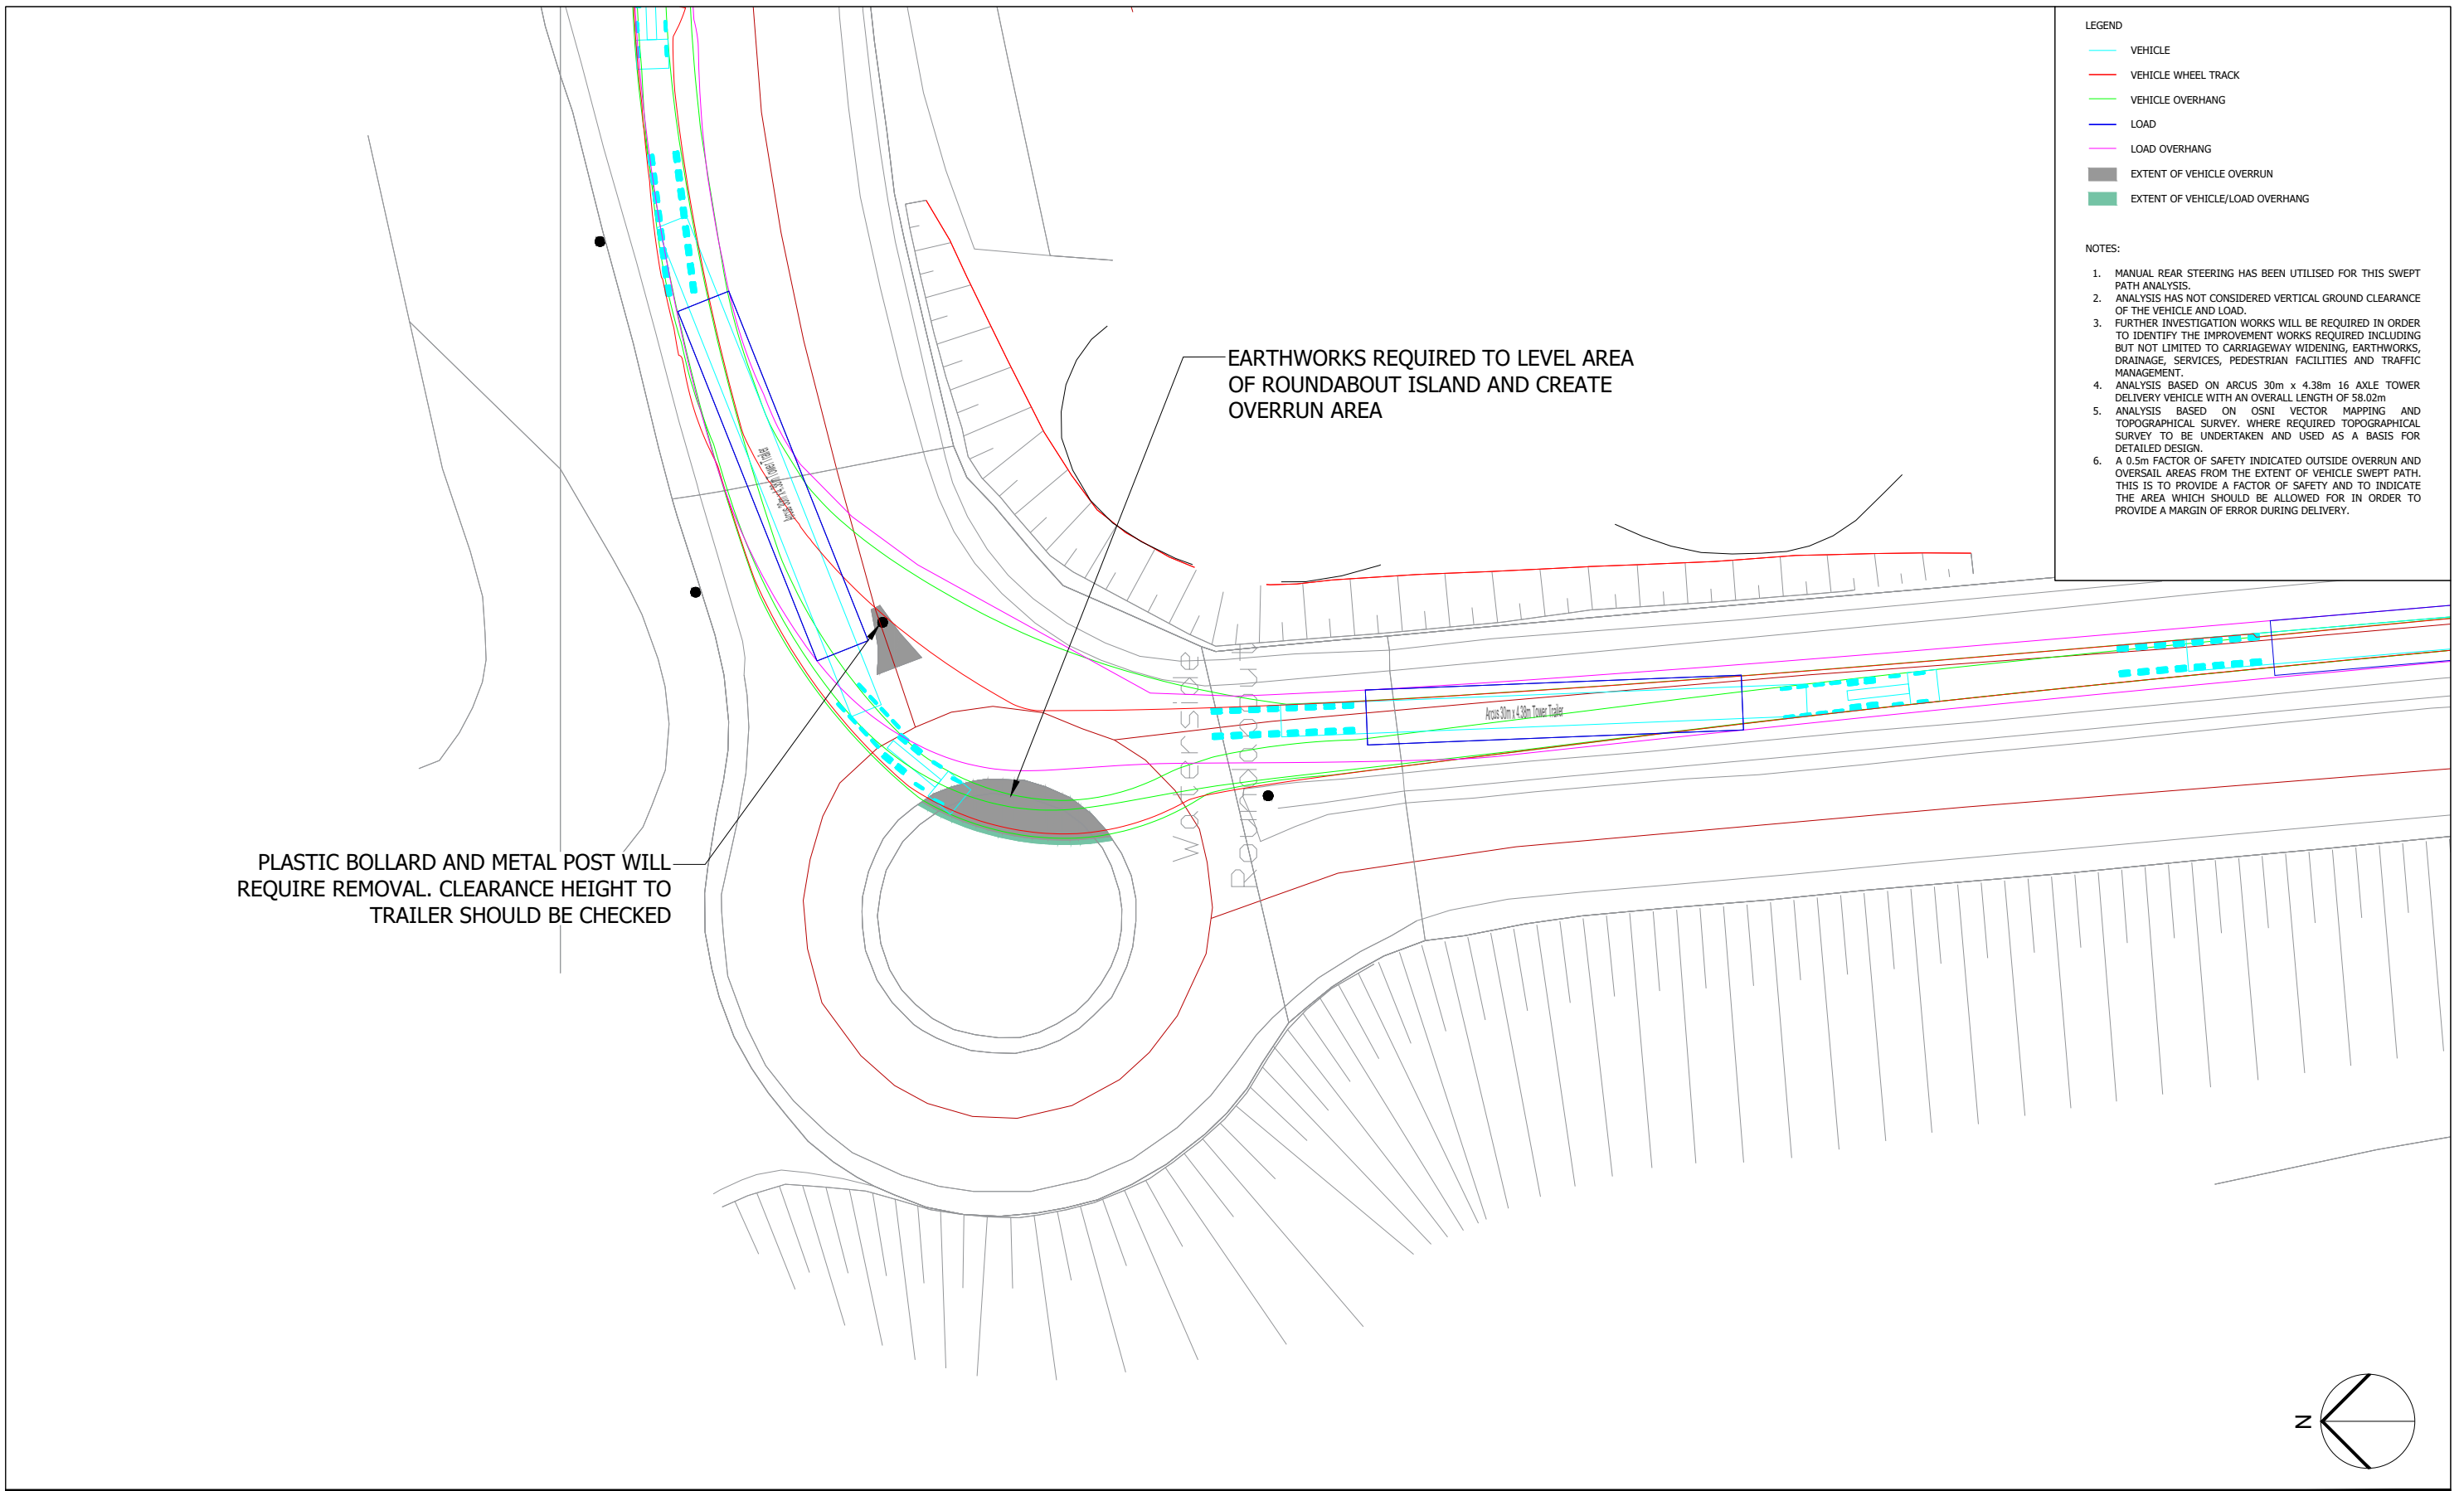 LEGEND
VEHICLE
VEHICLE WHEEL TRACK
VEHICLE OVERHANG
LOAD
LOAD OVERHANG
EXTENT OF VEHICLE OVERRUN
EXTENT OF VEHICLE/LOAD OVERHANG
NOTES:
1. MANUAL REAR STEERING HAS BEEN UTILISED FOR THIS SWEPT
PATH ANALYSIS.
2. ANALYSIS HAS NOT CONSIDERED VERTICAL GROUND CLEARANCE
OF THE VEHICLE AND LOAD.
3. FURTHER INVESTIGATION WORKS WILL BE REQUIRED IN ORDER
TO IDENTIFY THE IMPROVEMENT WORKS REQUIRED INCLUDING
BUT NOT LIMITED TO CARRIAGEWAY WIDENING, EARTHWORKS,
DRAINAGE, SERVICES, PEDESTRIAN FACILITIES AND TRAFFIC
MANAGEMENT.
4. ANALYSIS BASED ON ARCUS 30m x 4.38m 16 AXLE TOWER
DELIVERY VEHICLE WITH AN OVERALL LENGTH OF 58.02m
5. ANALYSIS BASED ON OSNI VECTOR MAPPING AND
TOPOGRAPHICAL SURVEY. WHERE REQUIRED TOPOGRAPHICAL
SURVEY TO BE UNDERTAKEN AND USED AS A BASIS FOR
DETAILED DESIGN.
6. A 0.5m FACTOR OF SAFETY INDICATED OUTSIDE OVERRUN AND
OVERSAIL AREAS FROM THE EXTENT OF VEHICLE SWEPT PATH.
THIS IS TO PROVIDE A FACTOR OF SAFETY AND TO INDICATE
THE AREA WHICH SHOULD BE ALLOWED FOR IN ORDER TO
PROVIDE A MARGIN OF ERROR DURING DELIVERY.
EARTHWORKS REQUIRED TO LEVEL AREA
OF ROUNDABOUT ISLAND AND CREATE
OVERRUN AREA
Arcus 30m x 4.38m Tower Trailer
Waterside
Roundabout
Arcus 30m x 4.38m Tower Trailer
PLASTIC BOLLARD AND METAL POST WILL
REQUIRE REMOVAL. CLEARANCE HEIGHT TO
TRAILER SHOULD BE CHECKED
N